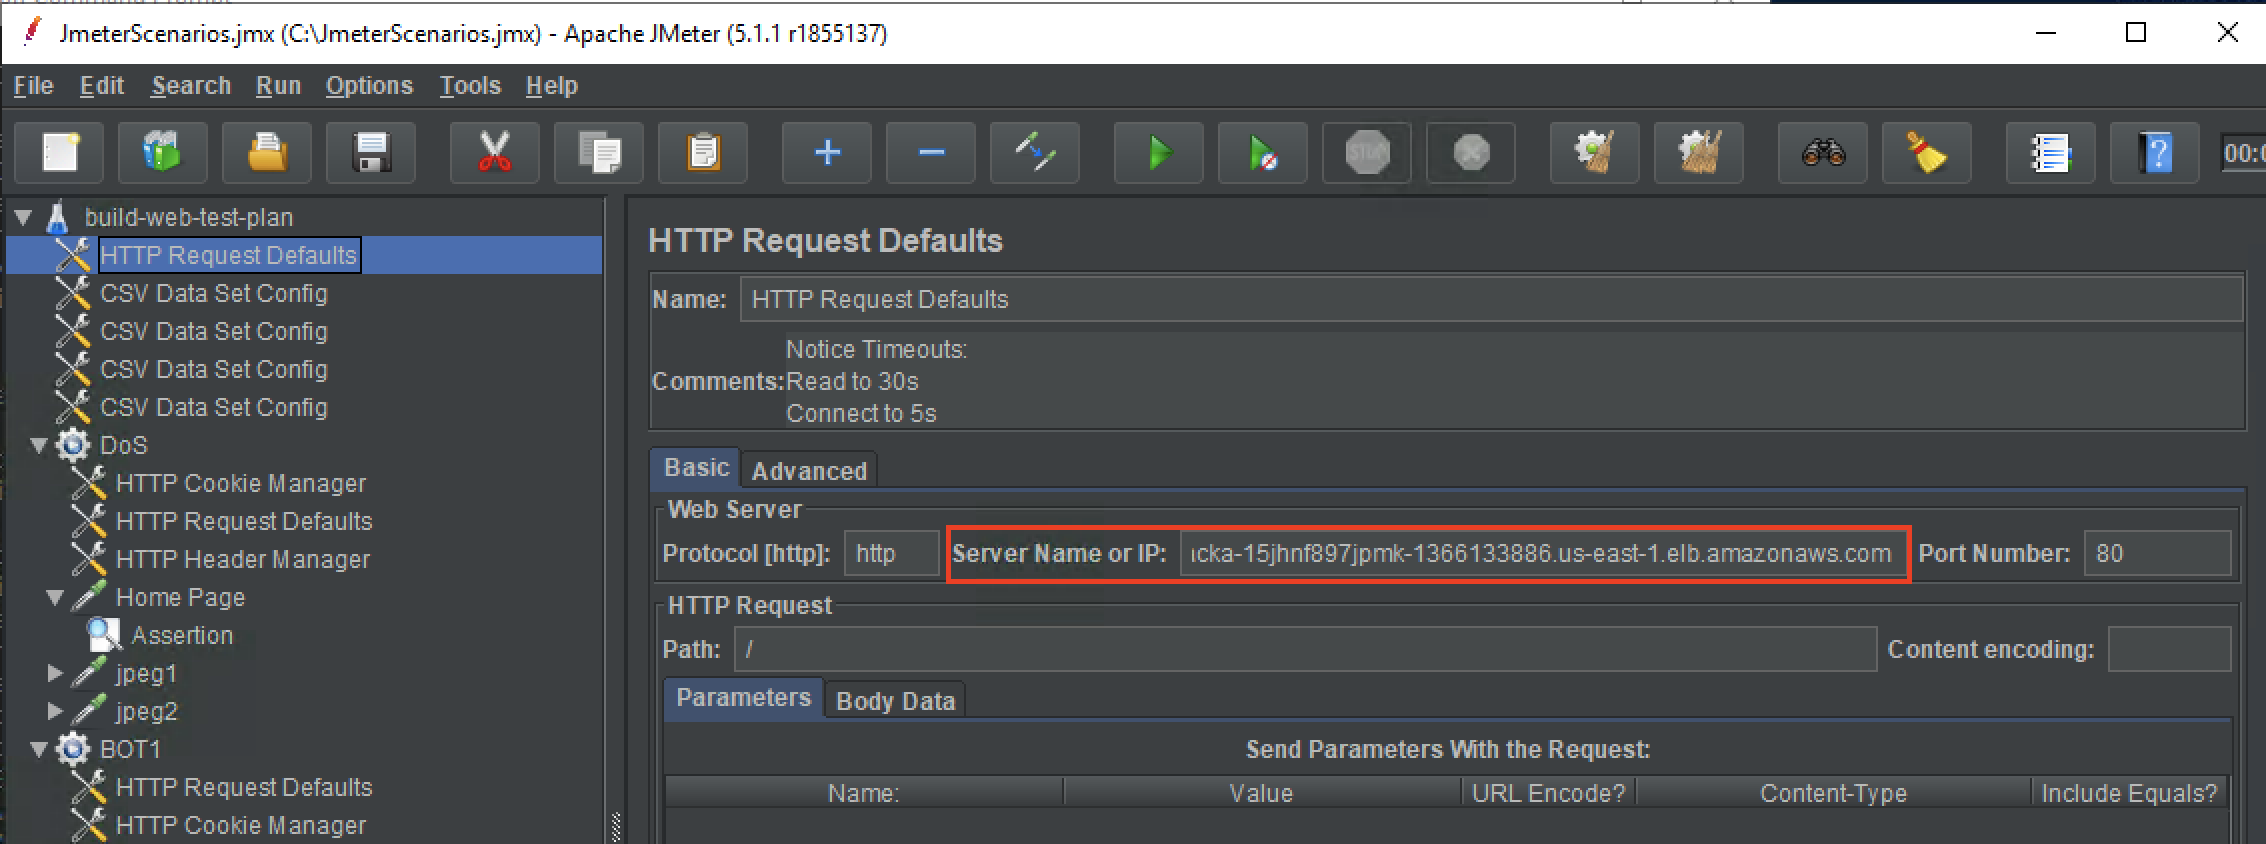 JmeterScenarios.jmx (C:\JmeterScenarios.jmx) - Apache JMeter (5.1.1 r1855137)
File Edit Search Run Options Tools Help
STOP
00:0
build-web-test-plan
HTTP Request Defaults
CSV Data Set Config
CSV Data Set Config
CSV Data Set Config
CSV Data Set Config
DoS
HTTP Cookie Manager
HTTP Request Defaults
HTTP Header Manager
Home Page
Assertion
jpeg1
jpeg2
BOT1
HTTP Request Defaults
HTTP Cookie Manager
HTTP Request Defaults
Name: HTTP Request Defaults
Comments:
Notice Timeouts:
Read to 30s
Connect to 5s
Basic Advanced
Web Server
Protocol [http]: http Server Name or IP: cka-15jhnf897jpmk-1366133886.us-east-1.elb.amazonaws.com Port Number: 80
HTTP Request
Path: / Content encoding:
Parameters Body Data
Send Parameters With the Request:
Name: Value URL Encode? Content-Type Include Equals?